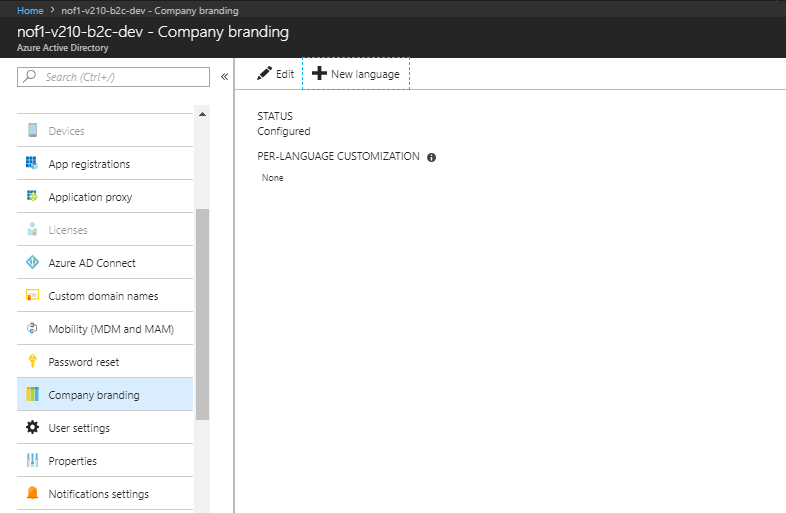 Home > nof1-v210-b2c-dev - Company branding
nof1-v210-b2c-dev - Company branding
Azure Active Directory
Search (Ctrl+/)
«
Devices
App registrations
Application proxy
Licenses
Azure AD Connect
Custom domain names
Mobility (MDM and MAM)
Password reset
Company branding
User settings
Properties
Notifications settings
Edit
New language
STATUS
Configured
PER-LANGUAGE CUSTOMIZATION
None